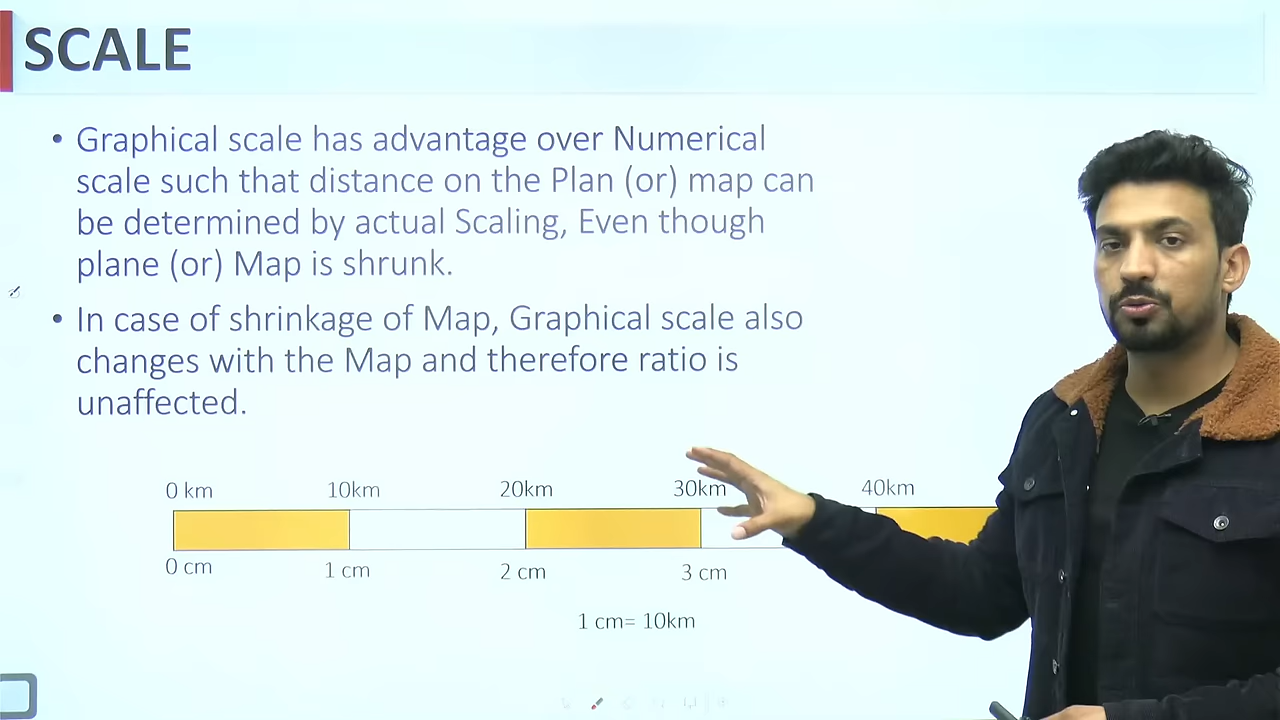 SCALE
• Graphical scale has advantage over Numerical
scale such that distance on the Plan (or) map can
be determined by actual Scaling, Even though
plane (or) Map is shrunk.
• In case of shrinkage of Map, Graphical scale also
changes with the Map and therefore ratio is
unaffected.
0 km 10km 20km 30km 40km
0 cm 1 cm 2 cm 3 cm
1 cm= 10km